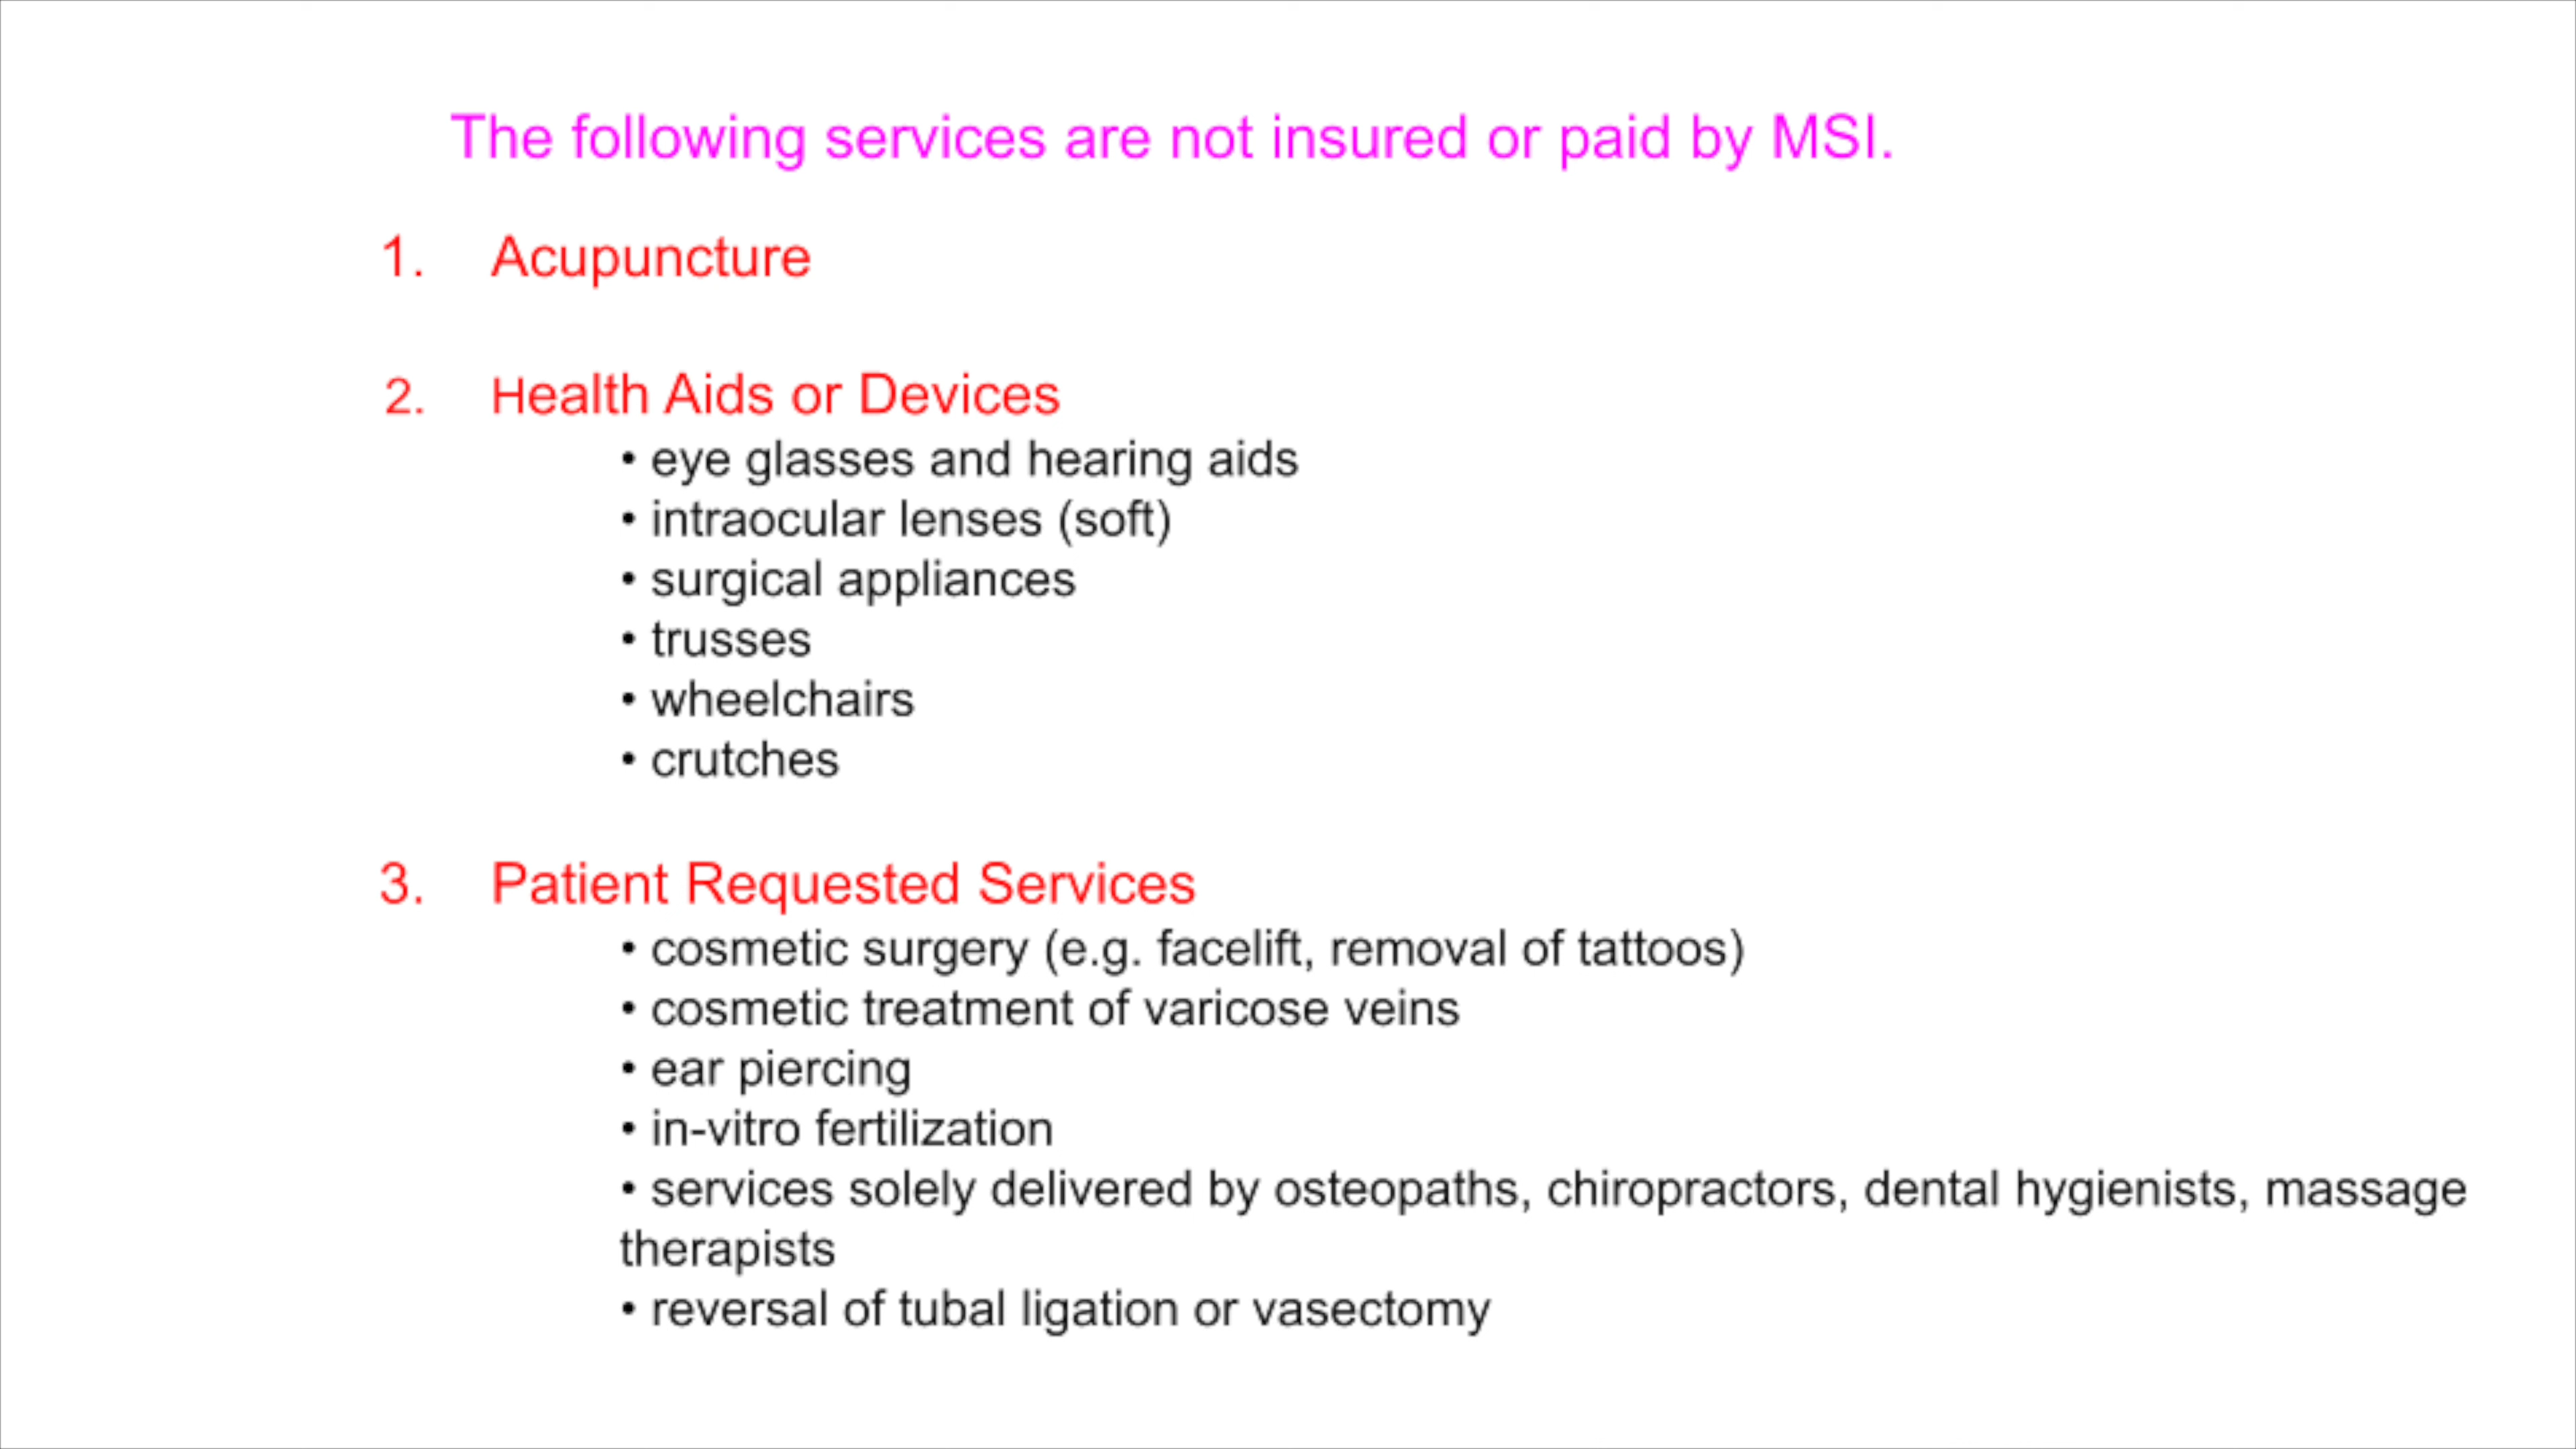 The following services are not insured or paid by MSI.
1. Acupuncture
2. Health Aids or Devices
• eye glasses and hearing aids
• intraocular lenses (soft)
• surgical appliances
• trusses
• wheelchairs
• crutches
3. Patient Requested Services
• cosmetic surgery (e.g. facelift, removal of tattoos)
• cosmetic treatment of varicose veins
• ear piercing
• in-vitro fertilization
• services solely delivered by osteopaths, chiropractors, dental hygienists, massage
therapists
• reversal of tubal ligation or vasectomy